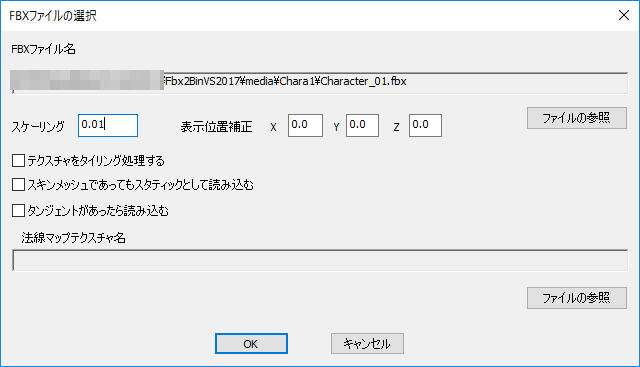 FBXファイルの選択
FBXファイル名
¥Fbx2BinVS2017¥media¥Chara1¥Character_01.fbx
スケーリング 0.01 表示位置補正 X 0.0 Y 0.0 Z 0.0 ファイルの参照
テクスチャをタイリング処理する
スキンメッシュであってもスタティックとして読み込む
タンジェントがあったら読み込む
法線マップテクスチャ名
ファイルの参照
OK キャンセル